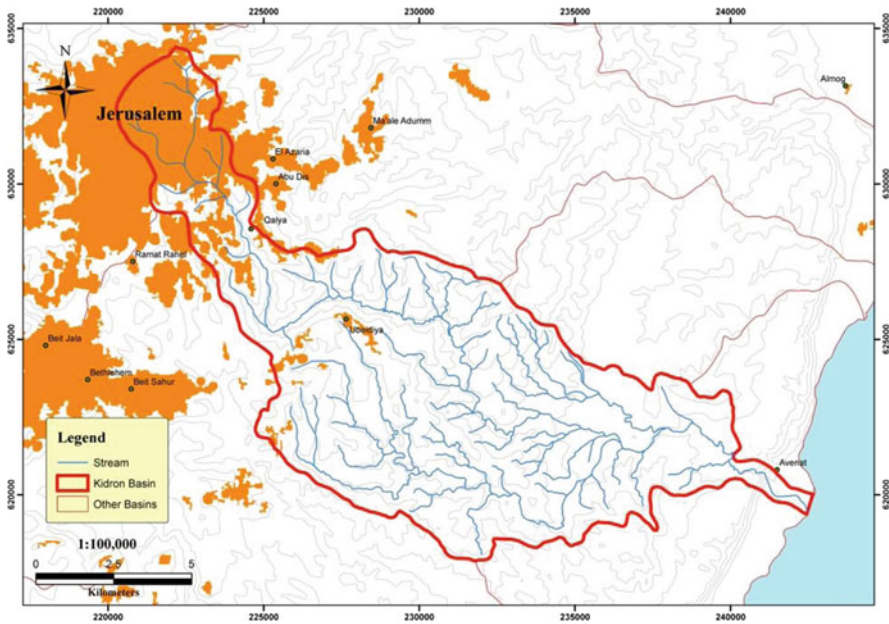 220000 225000 230000 235000 240000
635000 635000
N
Almog
Jerusalem
Ma'ale Adumm
El Azaria
630000 630000
Abu Dis
Qalya
Ramat Rahel
Ubeidiya
625000 625000
Beit Jala
Bethlehem
Beit Sahur
Legend
Stream
Kidron Basin
Other Basins
Avenat
620000 620000
1:100,000
0 2.5 5
Kilometers
220000 225000 230000 235000 240000